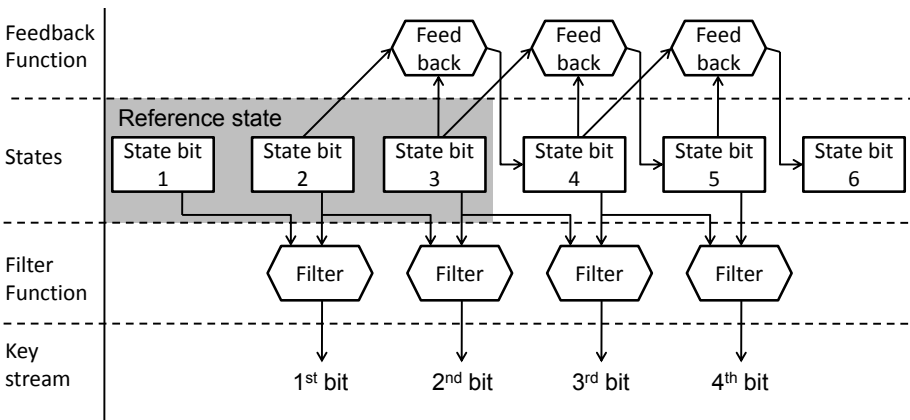 Feedback
Function
Feed
back
Feed
back
Feed
back
Reference state
States
State bit
1
State bit
2
State bit
3
State bit
4
State bit
5
State bit
6
Filter
Function
Filter
Filter
Filter
Filter
Key
stream
1st bit
2nd bit
3rd bit
4th bit